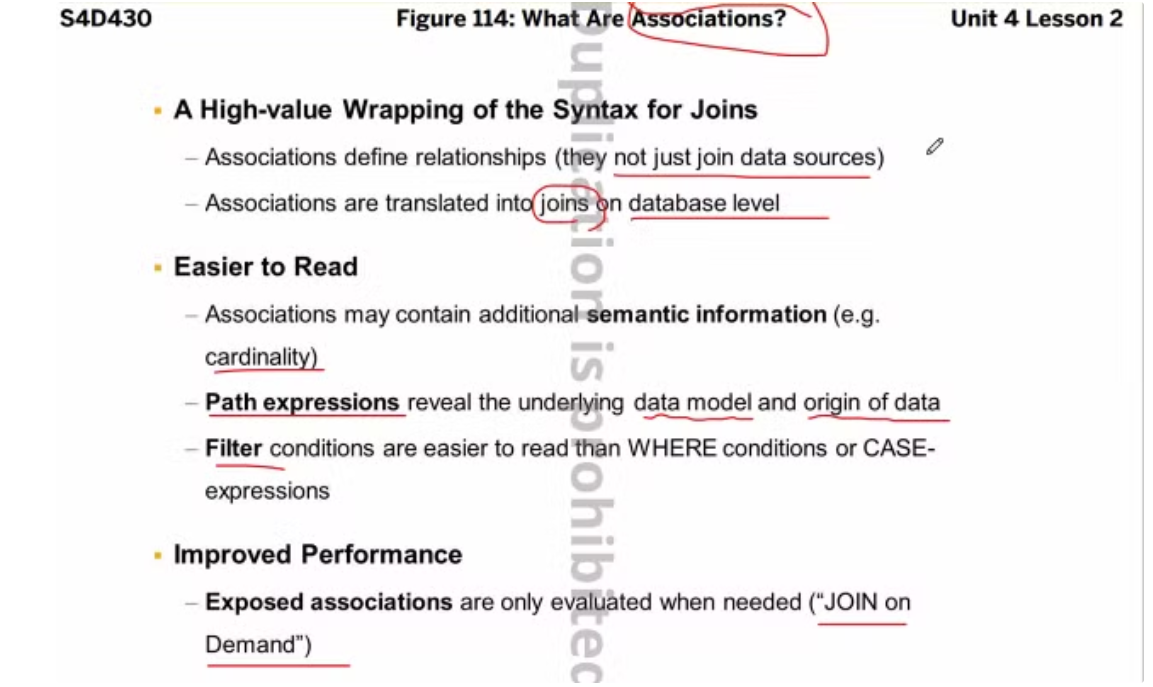 S4D430 Figure 114: What Are Associations? Unit 4 Lesson 2
▪ A High-value Wrapping of the Syntax for Joins
– Associations define relationships (they not just join data sources)
– Associations are translated into joins on database level
▪ Easier to Read
– Associations may contain additional semantic information (e.g.
cardinality)
– Path expressions reveal the underlying data model and origin of data
– Filter conditions are easier to read than WHERE conditions or CASE-
expressions
▪ Improved Performance
– Exposed associations are only evaluated when needed (“JOIN on
Demand”)
Duplication is prohibited